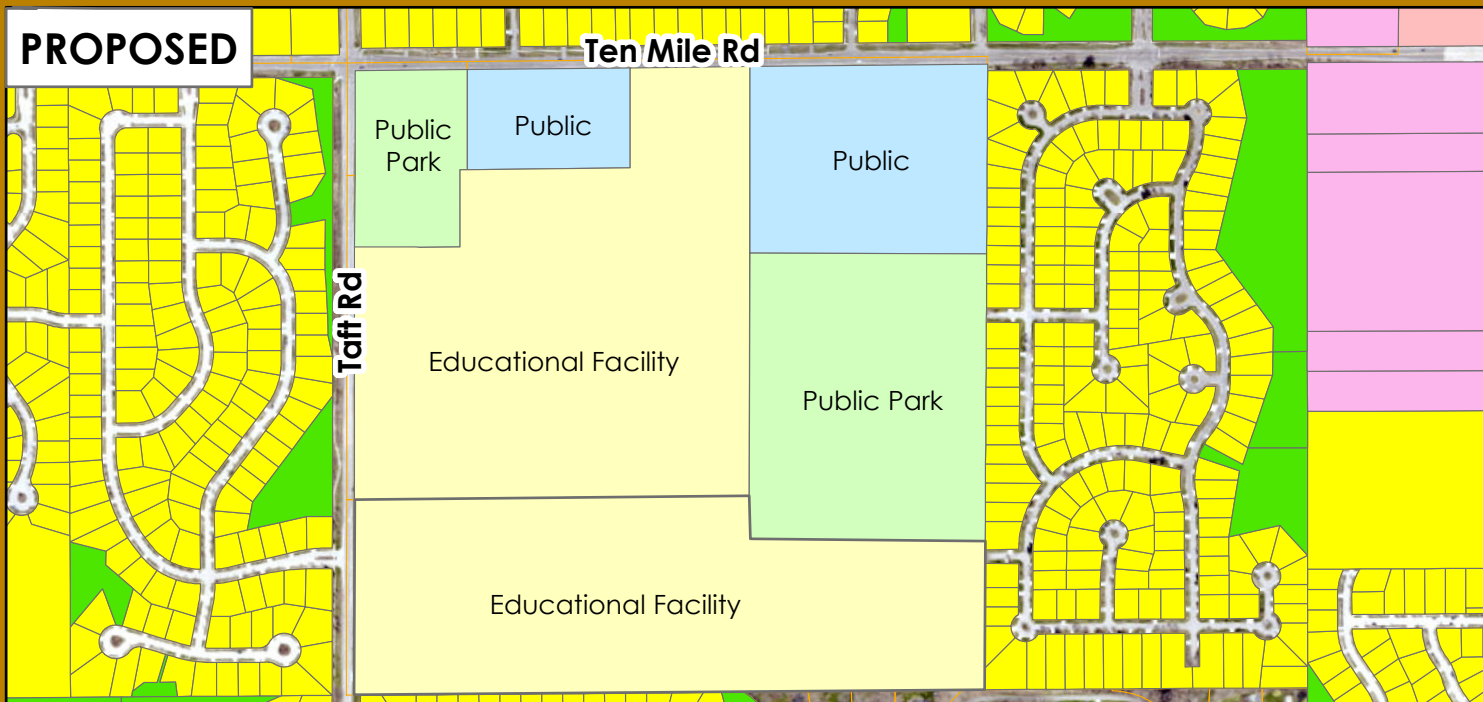 PROPOSED
Ten Mile Rd
Public
Park
Public
Public
Taft Rd
Educational Facility
Public Park
Educational Facility